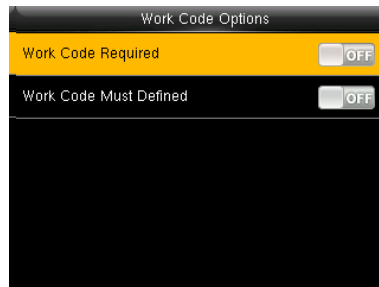 Work Code Options
Work Code Required OFF
Work Code Must Defined OFF